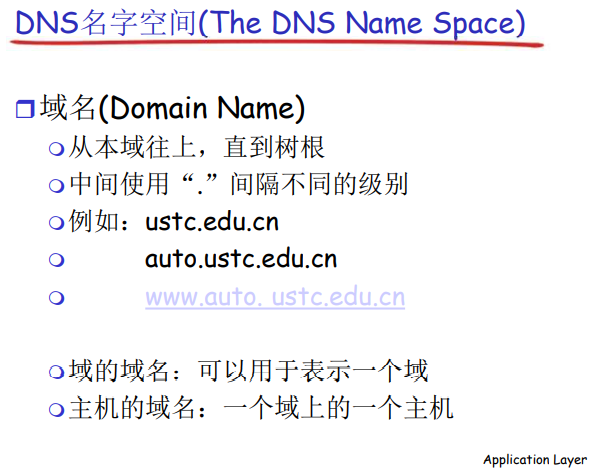 DNS名字空间(The DNS Name Space)
域名(Domain Name)
从本域往上，直到树根
中间使用“.”间隔不同的级别
例如：ustc.edu.cn
auto.ustc.edu.cn
www.auto. ustc.edu.cn
域的域名：可以用于表示一个域
主机的域名：一个域上的一个主机
Application Layer